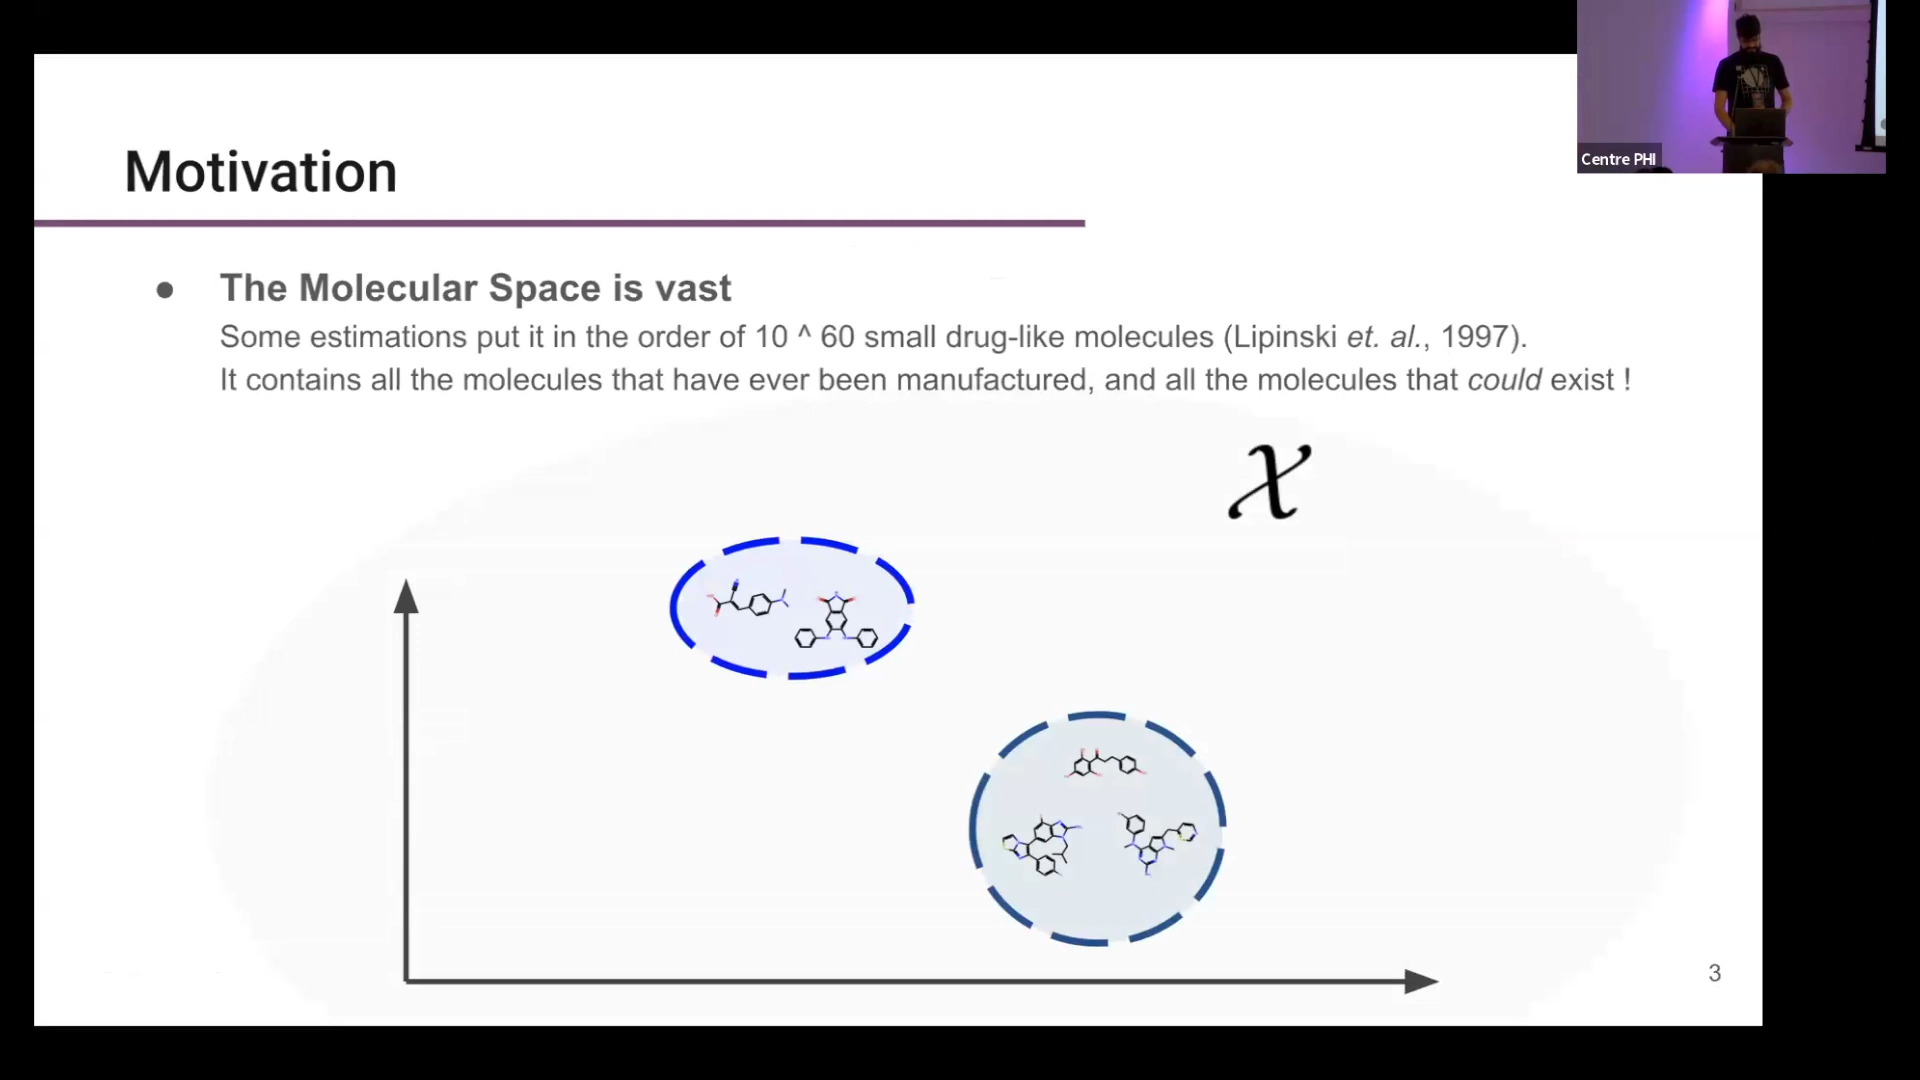 Centre PHI
Motivation
● The Molecular Space is vast
Some estimations put it in the order of 10 ^ 60 small drug-like molecules (Lipinski et. al., 1997).
It contains all the molecules that have ever been manufactured, and all the molecules that could exist !
𝒳
3